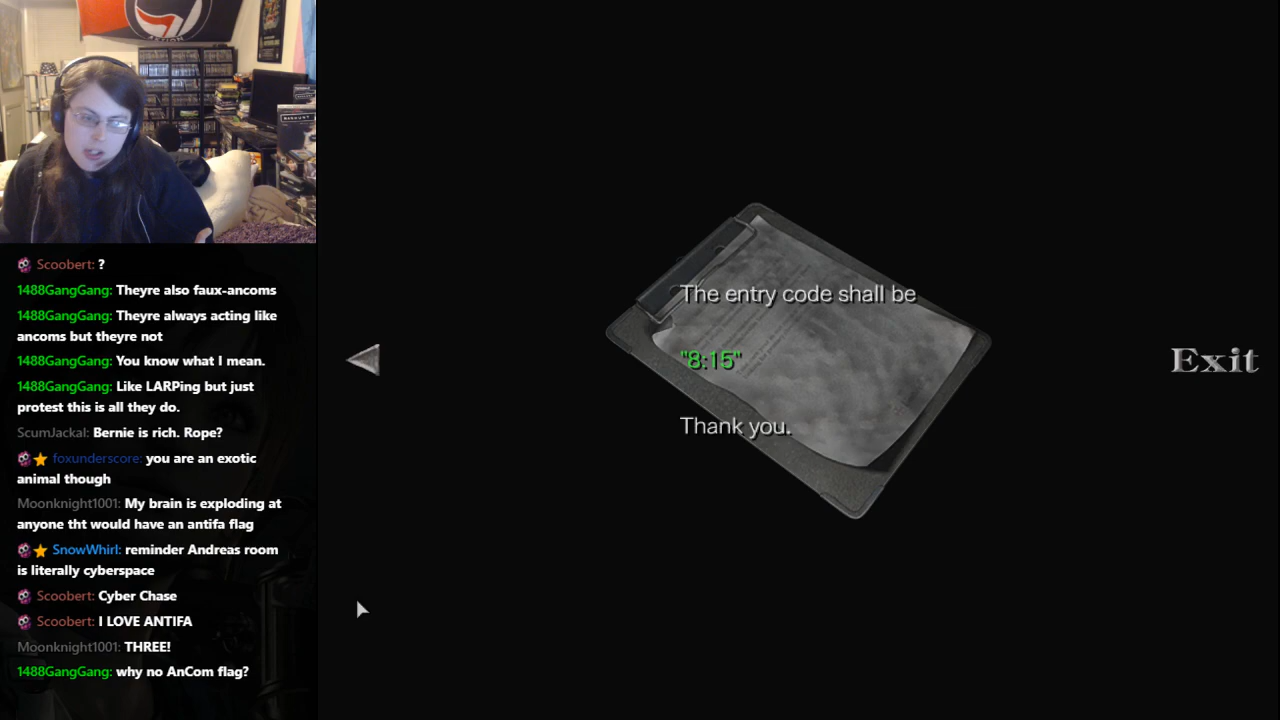 ACTION
Scoobert: ?
1488GangGang: Theyre also faux-ancoms
1488GangGang: Theyre always acting like
ancoms but theyre not
1488GangGang: You know what I mean.
1488GangGang: Like LARPing but just
protest this is all they do.
ScumJackal: Bernie is rich. Rope?
foxunderscore: you are an exotic
animal though
Moonknight1001: My brain is exploding at
anyone tht would have an antifa flag
SnowWhirl: reminder Andreas room
is literally cyberspace
Scoobert: Cyber Chase
Scoobert: I LOVE ANTIFA
Moonknight1001: THREE!
1488GangGang: why no AnCom flag?
The entry code shall be
"8:15"
Thank you.
Exit